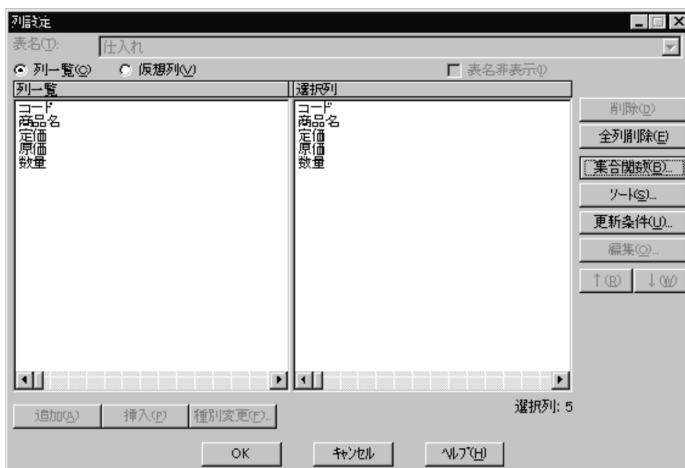 列設定
表名(T): 仕入れ
列一覧(C) 仮想列(V) 表名非表示(I)
列一覧 選択列
コード コード
商品名 商品名
定価 定価
原価 原価
数量 数量
削除(D)
全列削除(E)
集合関数(B)...
ソート(S)...
更新条件(U)...
編集(O)...
↑(R) ↓(W)
選択列: 5
追加(A) 挿入(P) 種別変更(F)...
OK キャンセル ヘルプ(H)